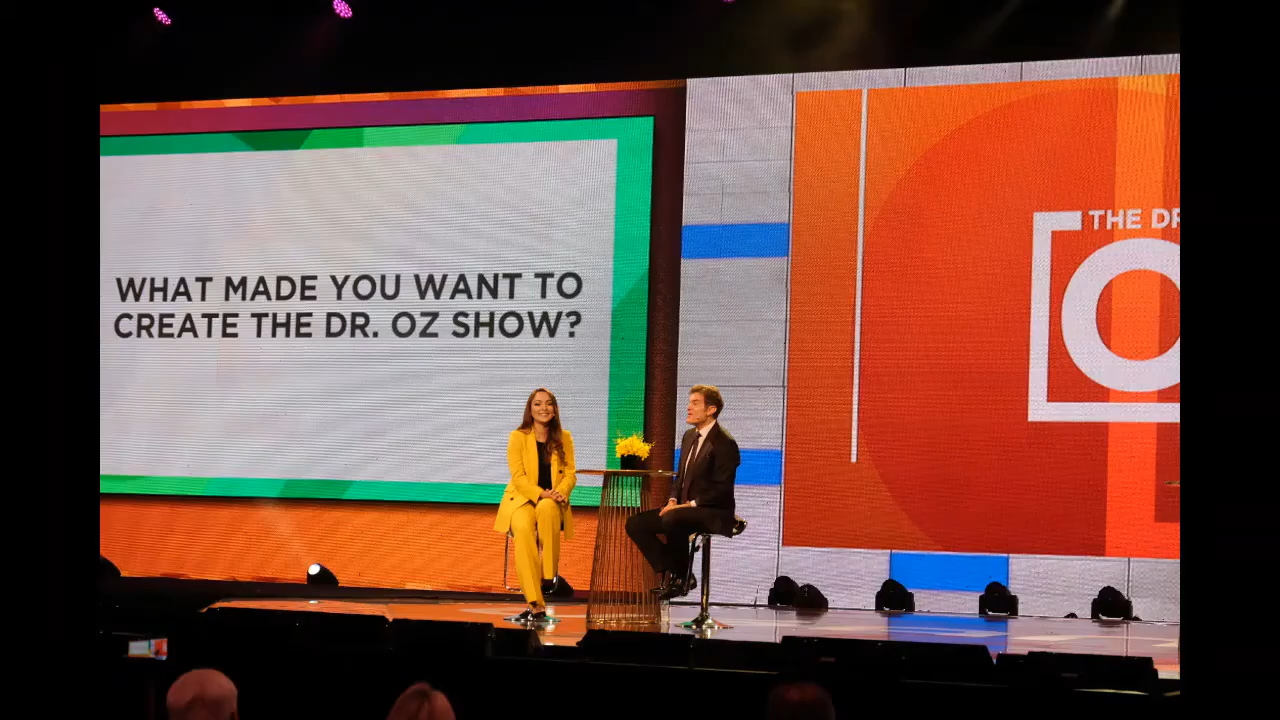 WHAT MADE YOU WANT TO
CREATE THE DR. OZ SHOW?
THE DR
O